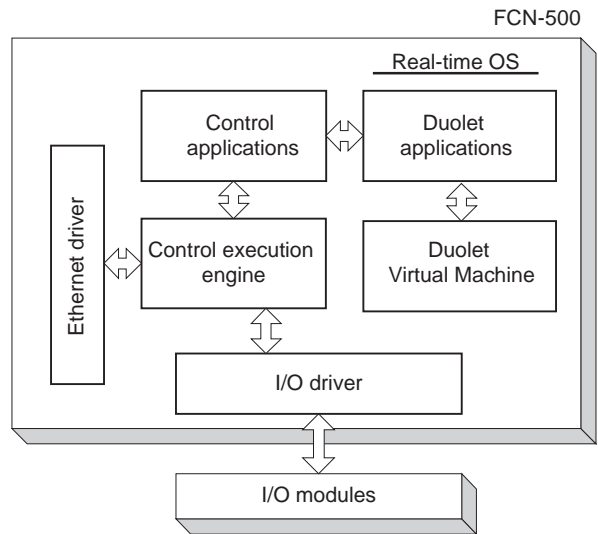 FCN-500
Real-time OS
Control
applications
Duolet
applications
Ethernet driver
Control execution
engine
Duolet
Virtual Machine
I/O driver
I/O modules